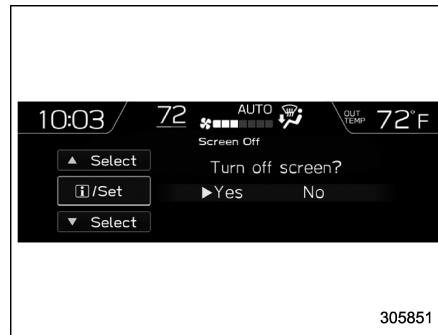 10:03 72 AUTO OUT TEMP 72°F
Screen Off
▲ Select
Turn off screen?
i/Set
▶Yes No
▼ Select
305851